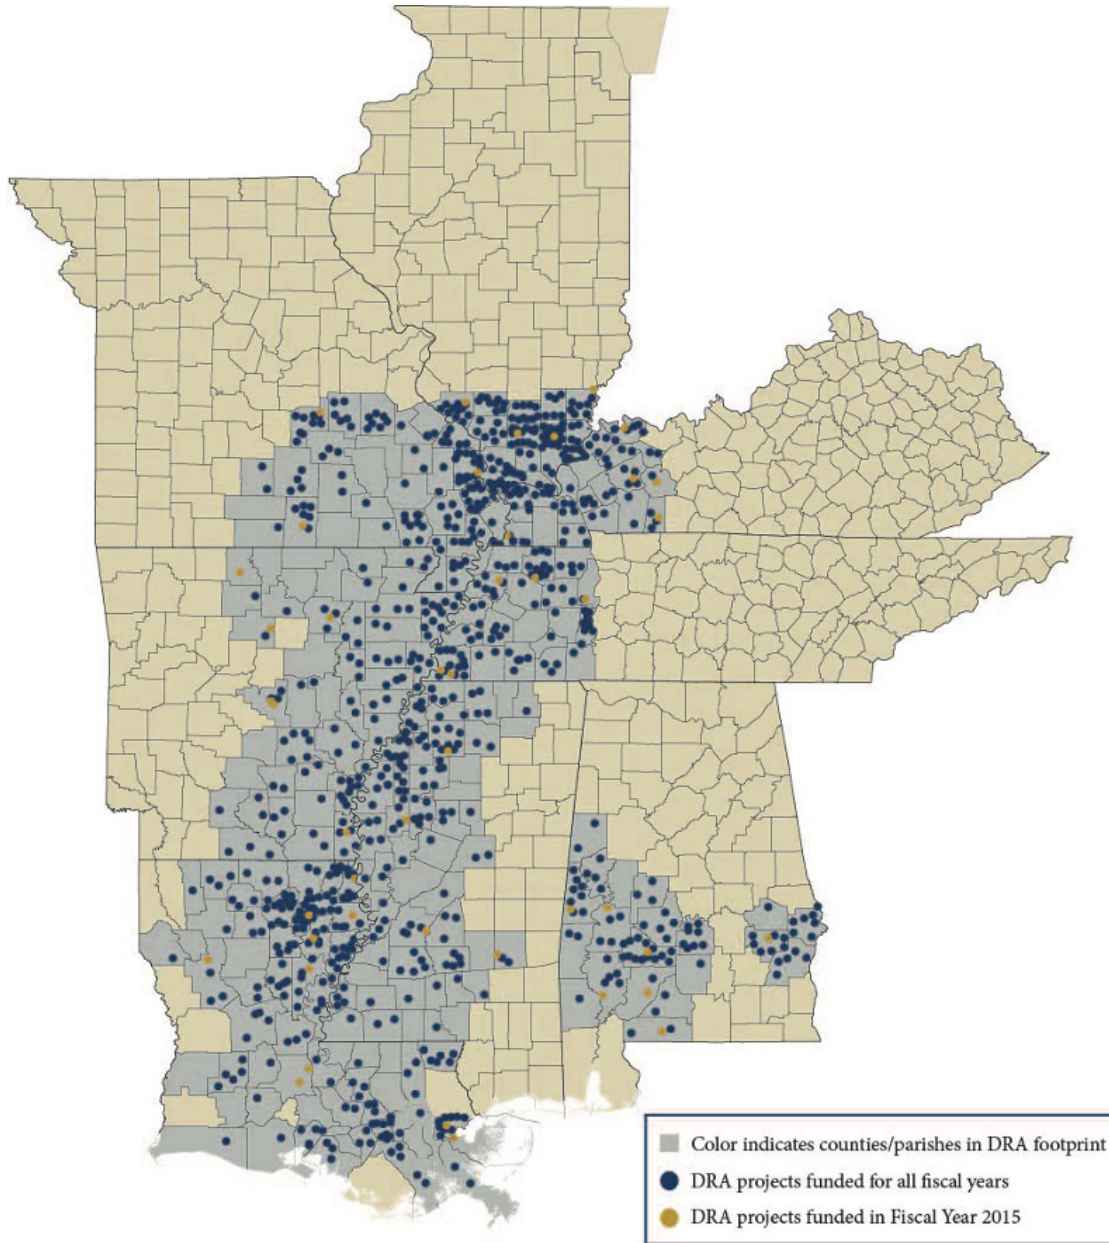 Color indicates counties/parishes in DRA footprint
DRA projects funded for all fiscal years
DRA projects funded in Fiscal Year 2015